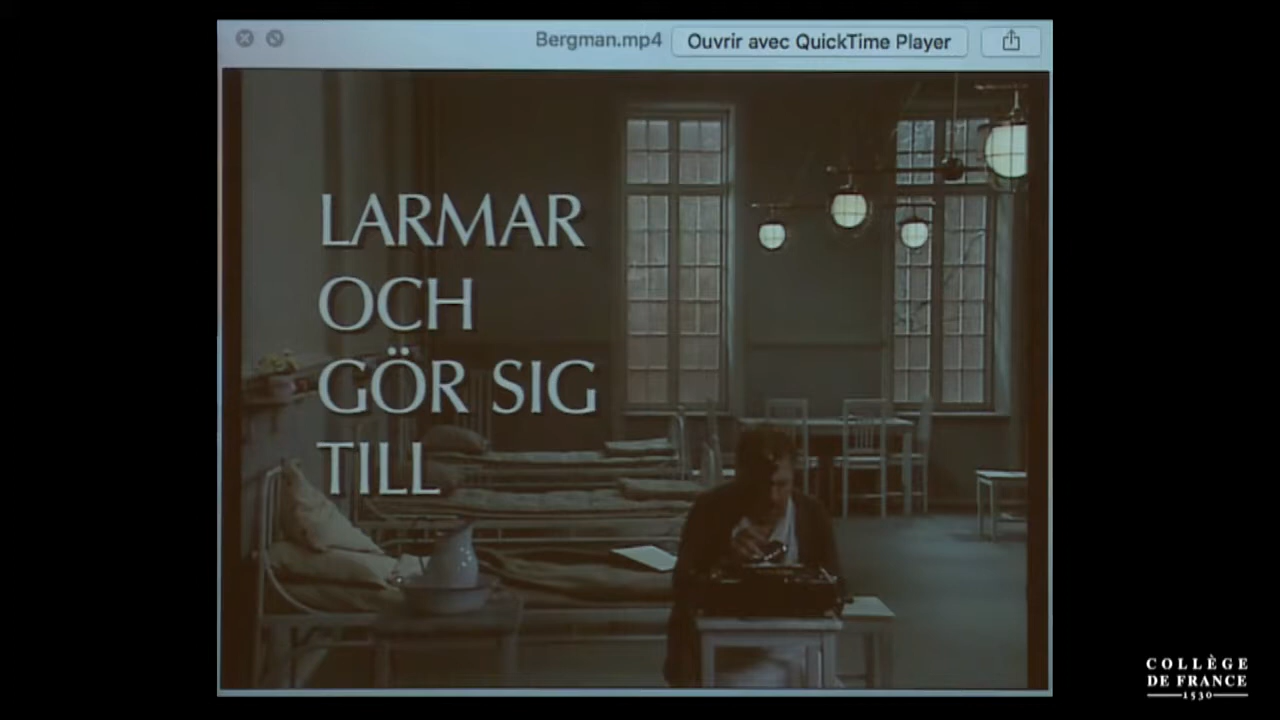 Bergman.mp4
Ouvrir avec QuickTime Player
LARMAR
OCH
GÖR SIG
TILL
COLLÈGE
DE FRANCE
1530